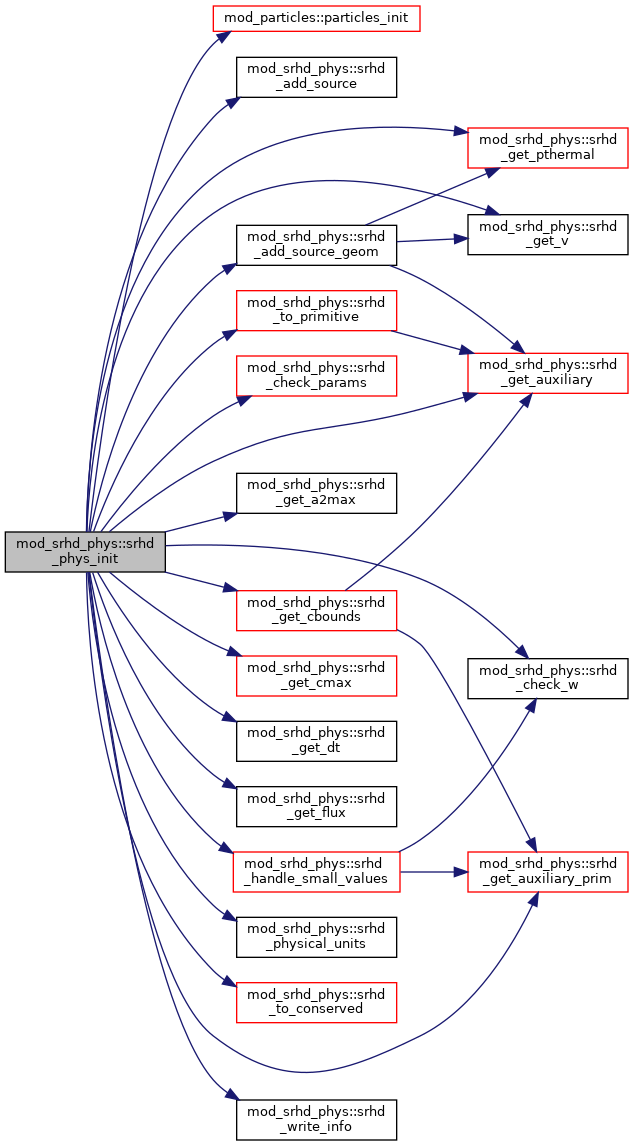 mod_particles::particles_init
mod_srhd_phys::srhd
_add_source
mod_srhd_phys::srhd
_get_pthermal
mod_srhd_phys::srhd
_get_v
mod_srhd_phys::srhd
_add_source_geom
mod_srhd_phys::srhd
_to_primitive
mod_srhd_phys::srhd
_check_params
mod_srhd_phys::srhd
_get_auxiliary
mod_srhd_phys::srhd
_get_a2max
mod_srhd_phys::srhd
_phys_init
mod_srhd_phys::srhd
_get_cbounds
mod_srhd_phys::srhd
_get_cmax
mod_srhd_phys::srhd
_check_w
mod_srhd_phys::srhd
_get_dt
mod_srhd_phys::srhd
_get_flux
mod_srhd_phys::srhd
_handle_small_values
mod_srhd_phys::srhd
_get_auxiliary_prim
mod_srhd_phys::srhd
_physical_units
mod_srhd_phys::srhd
_to_conserved
mod_srhd_phys::srhd
_write_info